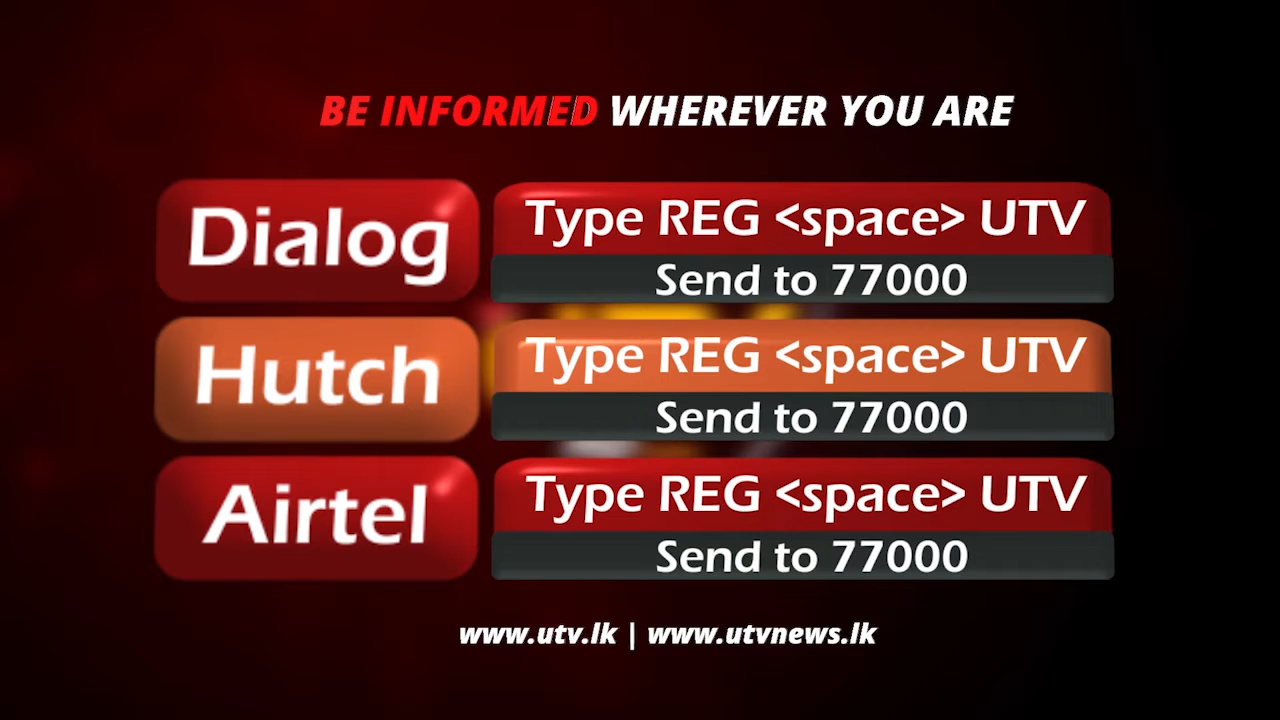 BE INFORMED WHEREVER YOU ARE
Dialog
Type REG <space> UTV
Send to 77000
Hutch
Type REG <space> UTV
Send to 77000
Airtel
Type REG <space> UTV
Send to 77000
www.utv.lk | www.utvnews.lk